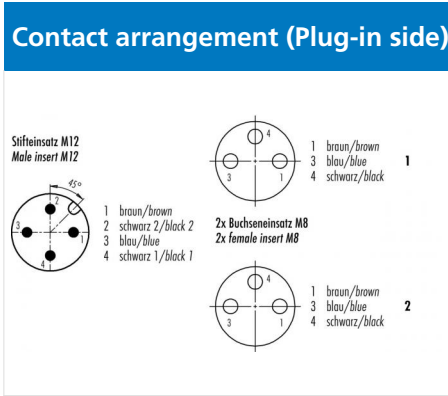 Contact arrangement (Plug-in side)
Stifteinsatz M12
Male insert M12
45°
2
3
1
4
1 braun/brown
2 schwarz 2/black 2
3 blau/blue
4 schwarz 1/black 1
4
3
1
1 braun/brown
3 blau/blue
4 schwarz/black
1
2x Buchseneinsatz M8
2x female insert M8
4
3
1
1 braun/brown
3 blau/blue
4 schwarz/black
2